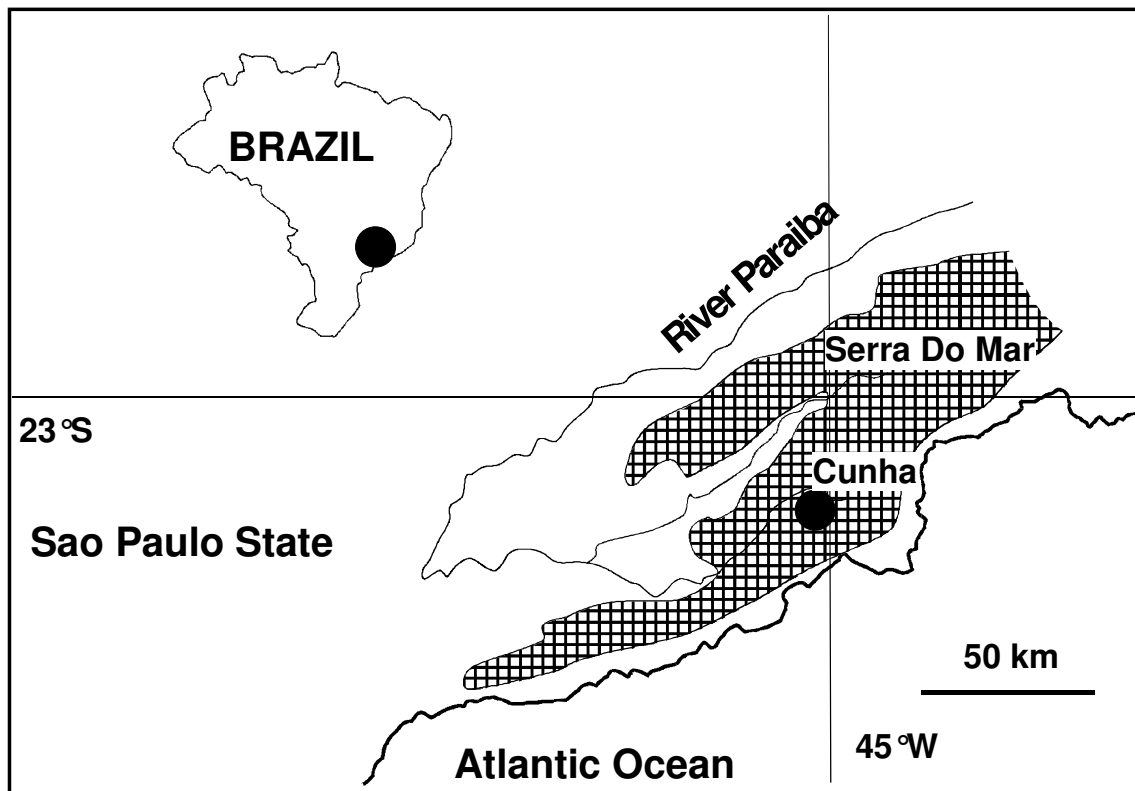 BRAZIL
River Paraiba
Serra Do Mar
23°S
Cunha
Sao Paulo State
50 km
45°W
Atlantic Ocean